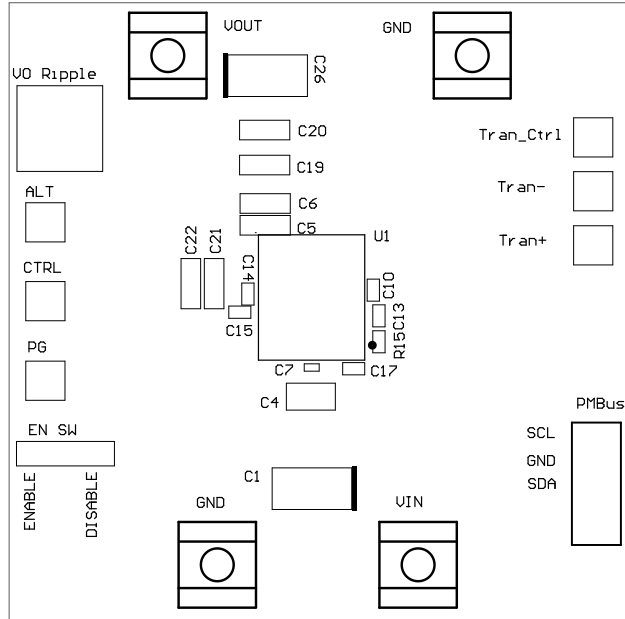 VOUT
GND
VO Ripple
C26
C20
Tran_Ctrl
C19
Tran-
ALT
C6
C5
U1
Tran+
C22
C21
CTRL
C14
C10
C15
C13
R15
PG
C7
C17
C4
PMBus
EN SW
SCL
GND
SDA
ENABLE
DISABLE
C1
GND
VIN